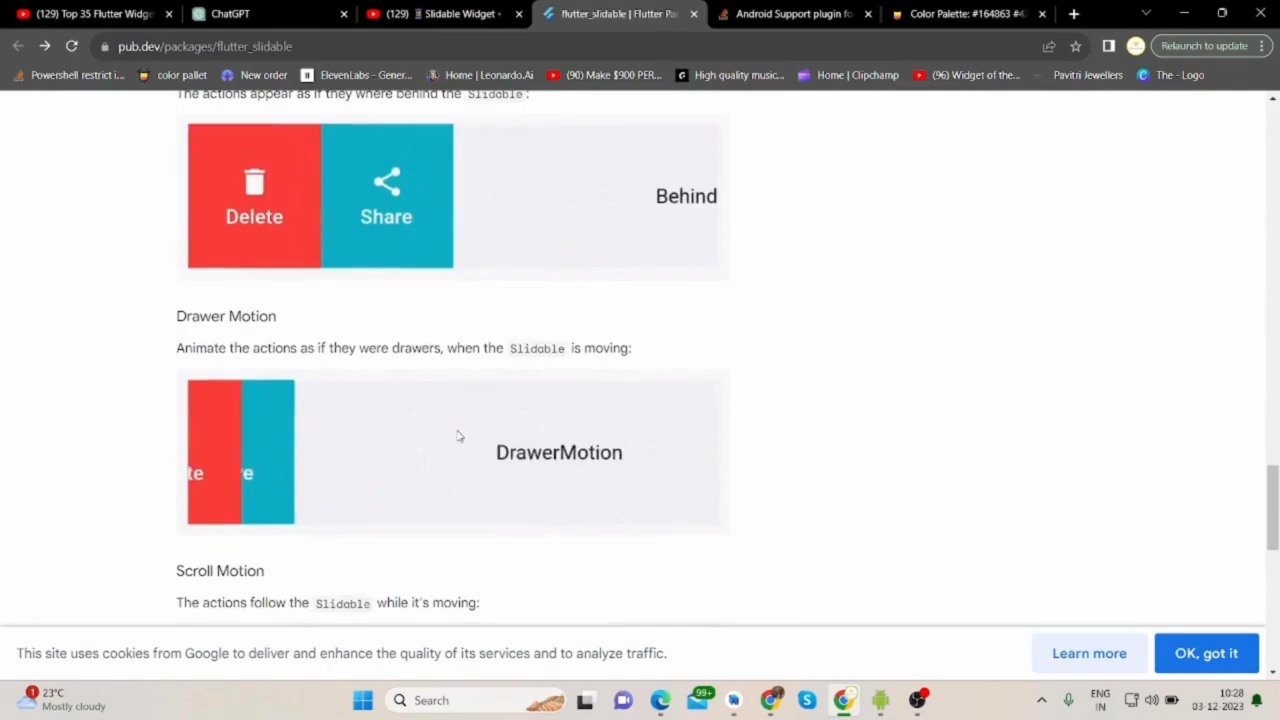 (129) Top 35 Flutter Widge
ChatGPT
(129) Slidable Widget •
flutter_slidable | Flutter Pac
Android Support plugin fo
Color Palette: #164863 #4
pub.dev/packages/flutter_slidable
Relaunch to update
Powershell restrict i...
color pallet
New order
ElevenLabs - Gener...
Home | Leonardo.Ai
(90) Make $900 PER...
High quality music...
Home | Clipchamp
(96) Widget of the...
Pavitri Jewellers
The - Logo
The actions appear as if they where behind the Slidable:
Delete
Share
Behind
Drawer Motion
Animate the actions as if they were drawers, when the Slidable is moving:
te
re
DrawerMotion
Scroll Motion
The actions follow the Slidable while it's moving:
This site uses cookies from Google to deliver and enhance the quality of its services and to analyze traffic.
Learn more
OK, got it
1
23°C
Mostly cloudy
Search
99+
ENG
IN
10:28
03-12-2023